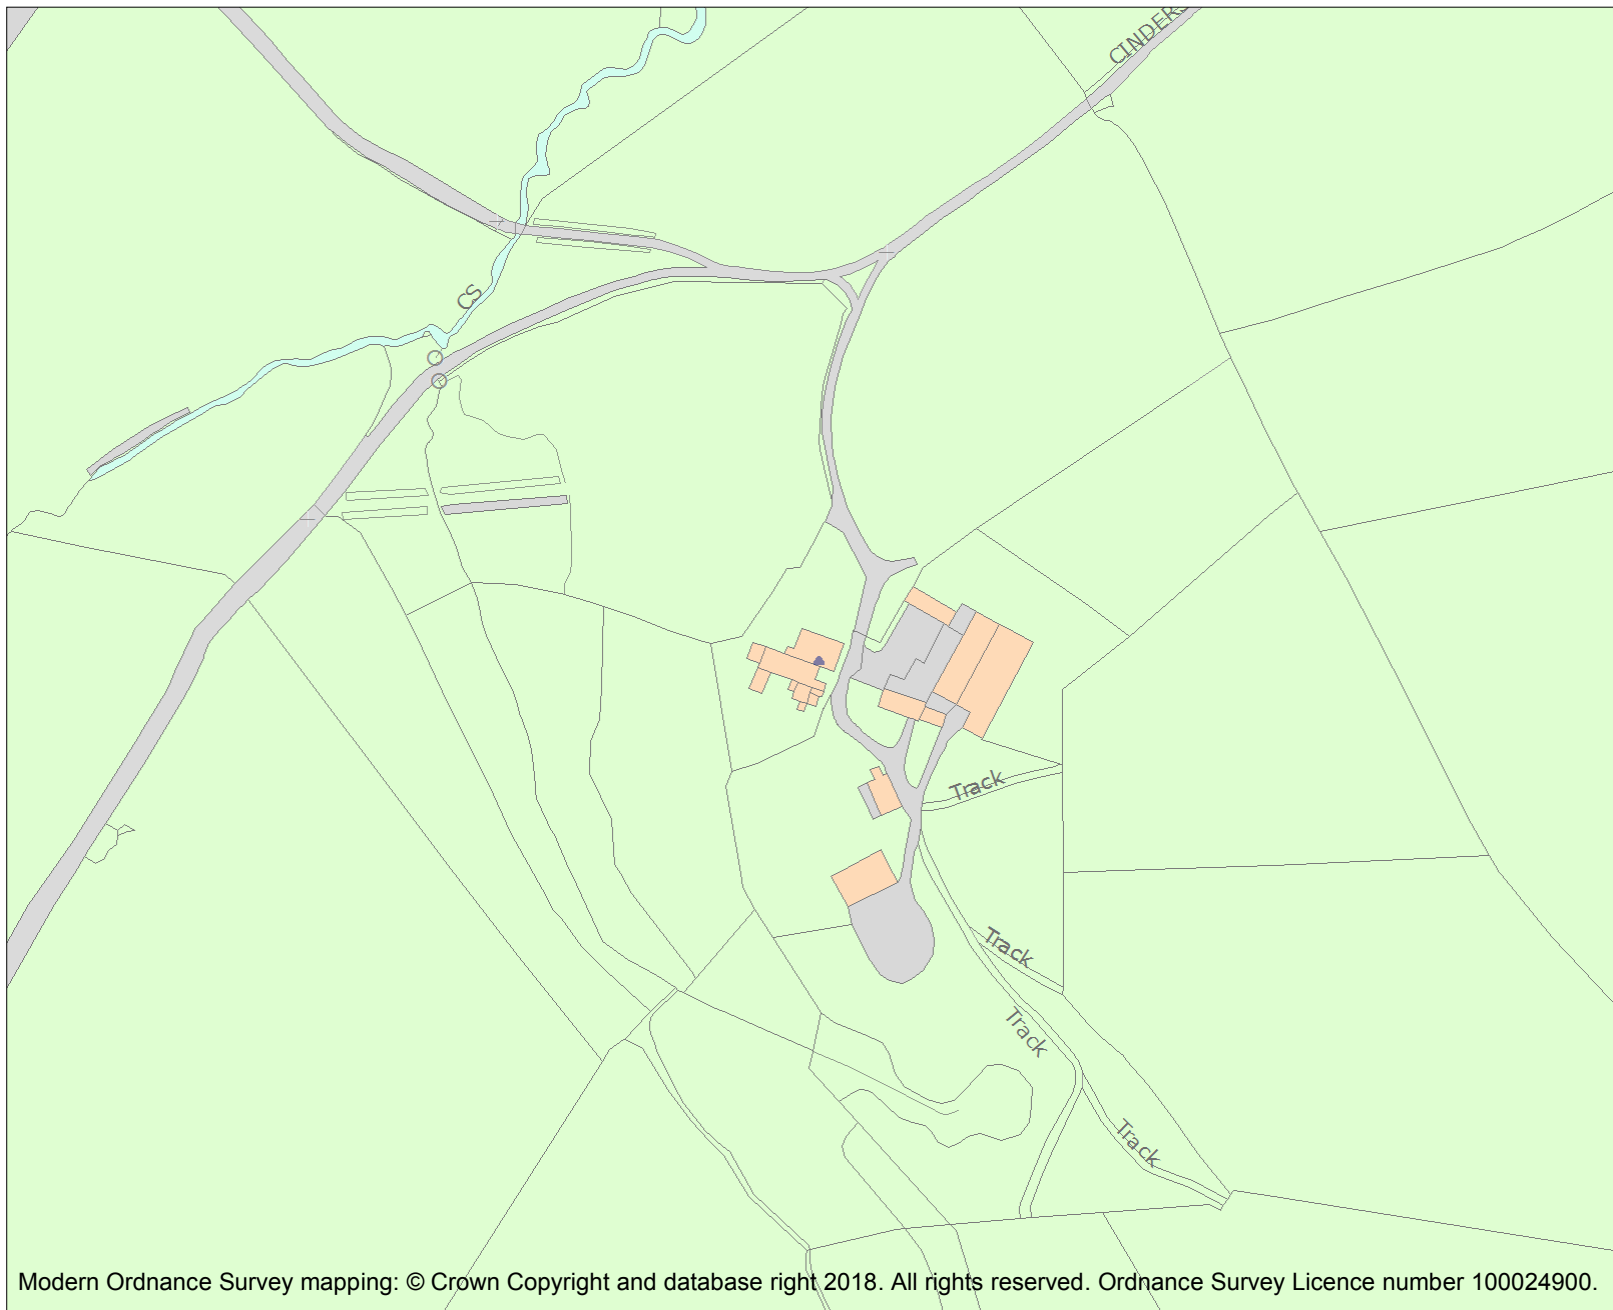 CINDERS
CS
Track
Track
Track
Track
Modern Ordnance Survey mapping: © Crown Copyright and database right 2018. All rights reserved. Ordnance Survey Licence number 100024900.